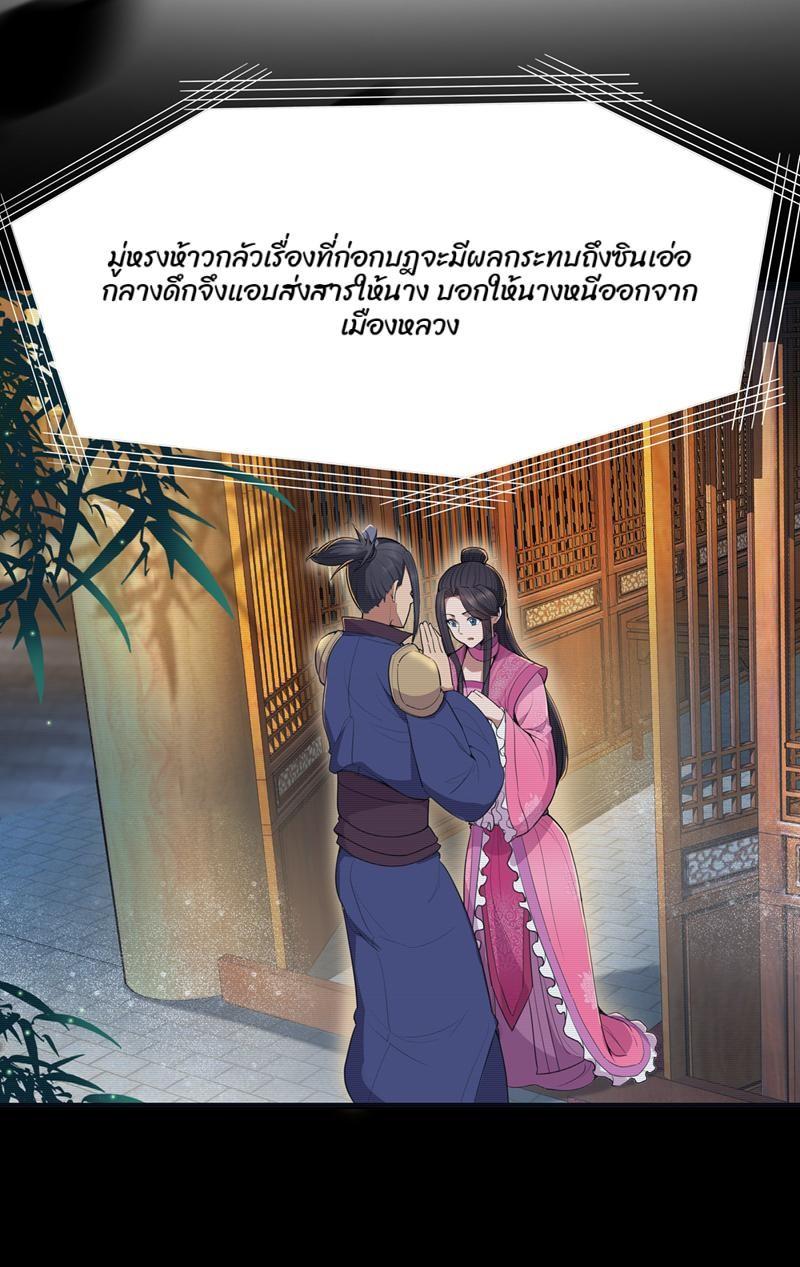 มู่หรงห้าวกลัวเรื่องที่ก่อกบฎจะมีผลกระทบถึงซินเอ่อ
กลางดึกจึงแอบส่งสารให้นาง บอกให้นางหนีออกจาก
เมืองหลวง